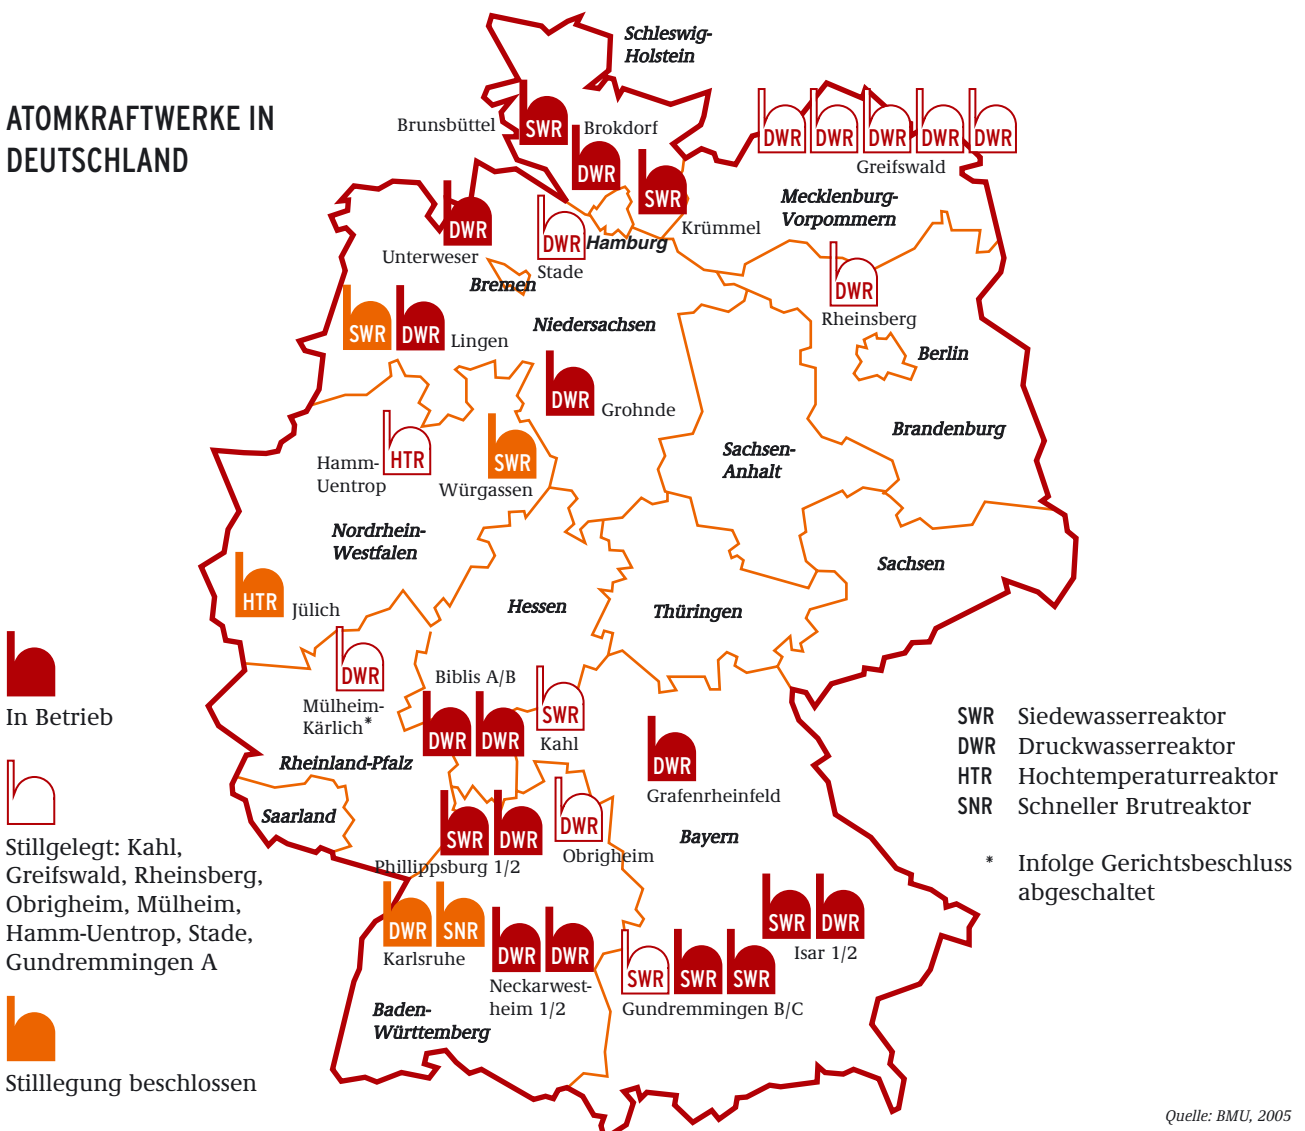 ATOMKRAFTWERKE IN
DEUTSCHLAND
Schleswig-
Holstein
Brunsbüttel
SWR
Brokdorf
DWR
SWR
Krümmel
DWR DWR DWR DWR DWR
Greifswald
Mecklenburg-
Vorpommern
DWR
Unterweser
DWR
Stade
Hamburg
Bremen
DWR
Rheinsberg
SWR DWR Lingen
Niedersachsen
Berlin
DWR
Grohnde
Brandenburg
Sachsen-
Anhalt
HTR
Hamm-
Uentrop
SWR
Würgassen
Nordrhein-
Westfalen
Sachsen
HTR
Jülich
Hessen
Thüringen
DWR
Mülheim-
Kärlich*
Biblis A/B
DWR DWR
SWR
Kahl
DWR
Grafenrheinfeld
Rheinland-Pfalz
Saarland
SWR DWR
Phillippsburg 1/2
DWR
Obrigheim
Bayern
DWR SNR
Karlsruhe
DWR DWR
Neckarwest-
heim 1/2
SWR SWR SWR
Gundremmingen B/C
SWR DWR
Isar 1/2
Baden-
Württemberg
In Betrieb
Stillgelegt: Kahl,
Greifswald, Rheinsberg,
Obrigheim, Mülheim,
Hamm-Uentrop, Stade,
Gundremmingen A
Stilllegung beschlossen
SWR Siedewasserreaktor
DWR Druckwasserreaktor
HTR Hochtemperaturreaktor
SNR Schneller Brutreaktor
* Infolge Gerichtsbeschluss
abgeschaltet
Quelle: BMU, 2005